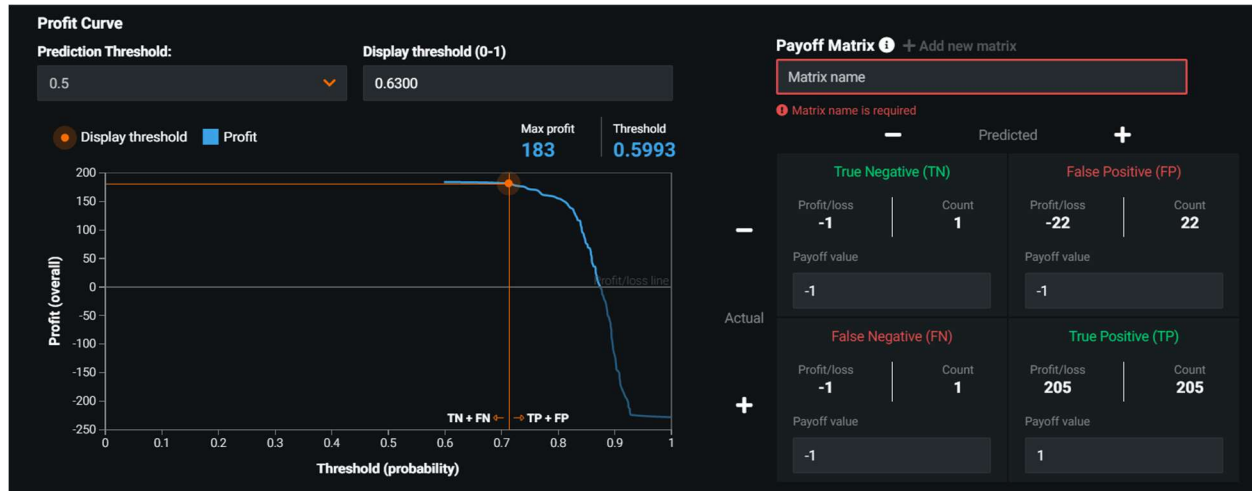 Profit Curve
Prediction Threshold:
Display threshold (0-1)
0.5
0.6300
Display threshold
Profit
Max profit
183
Threshold
0.5993
200
150
100
50
0
-50
-100
-150
-200
-250
Profit (overall)
Profit/loss line
TN + FN
TP + FP
0 0.1 0.2 0.3 0.4 0.5 0.6 0.7 0.8 0.9 1
Threshold (probability)
Payoff Matrix + Add new matrix
Matrix name
Matrix name is required
− Predicted +
Actual
−
True Negative (TN)
Profit/loss Count
-1 1
Payoff value
-1
False Positive (FP)
Profit/loss Count
-22 22
Payoff value
-1
+
False Negative (FN)
Profit/loss Count
-1 1
Payoff value
-1
True Positive (TP)
Profit/loss Count
205 205
Payoff value
1